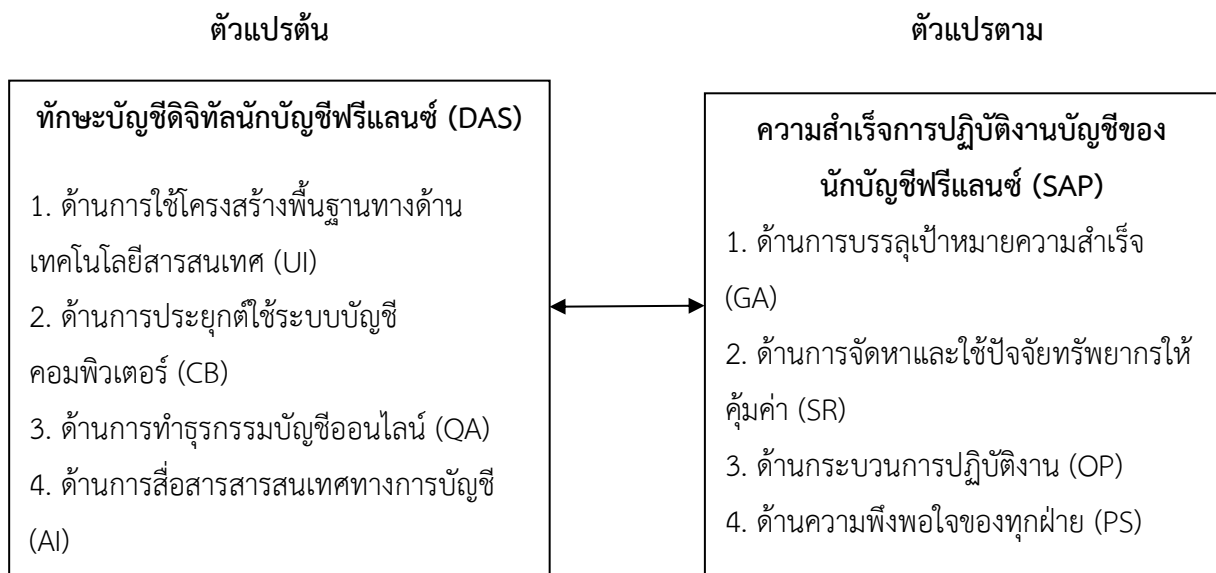 ตัวแปรต้น
ตัวแปรตาม
ทักษะบัญชีดิจิทัลนักบัญชีฟรีแลนซ์ (DAS)
1. ด้านการใช้โครงสร้างพื้นฐานทางด้าน
เทคโนโลยีสารสนเทศ (UI)
2. ด้านการประยุกต์ใช้ระบบบัญชี
คอมพิวเตอร์ (CB)
3. ด้านการทำธุรกรรมบัญชีออนไลน์ (QA)
4. ด้านการสื่อสารสารสนเทศทางการบัญชี
(AI)
ความสำเร็จการปฏิบัติงานบัญชีของ
นักบัญชีฟรีแลนซ์ (SAP)
1. ด้านการบรรลุเป้าหมายความสำเร็จ
(GA)
2. ด้านการจัดหาและใช้ปัจจัยทรัพยากรให้
คุ้มค่า (SR)
3. ด้านกระบวนการปฏิบัติงาน (OP)
4. ด้านความพึงพอใจของทุกฝ่าย (PS)